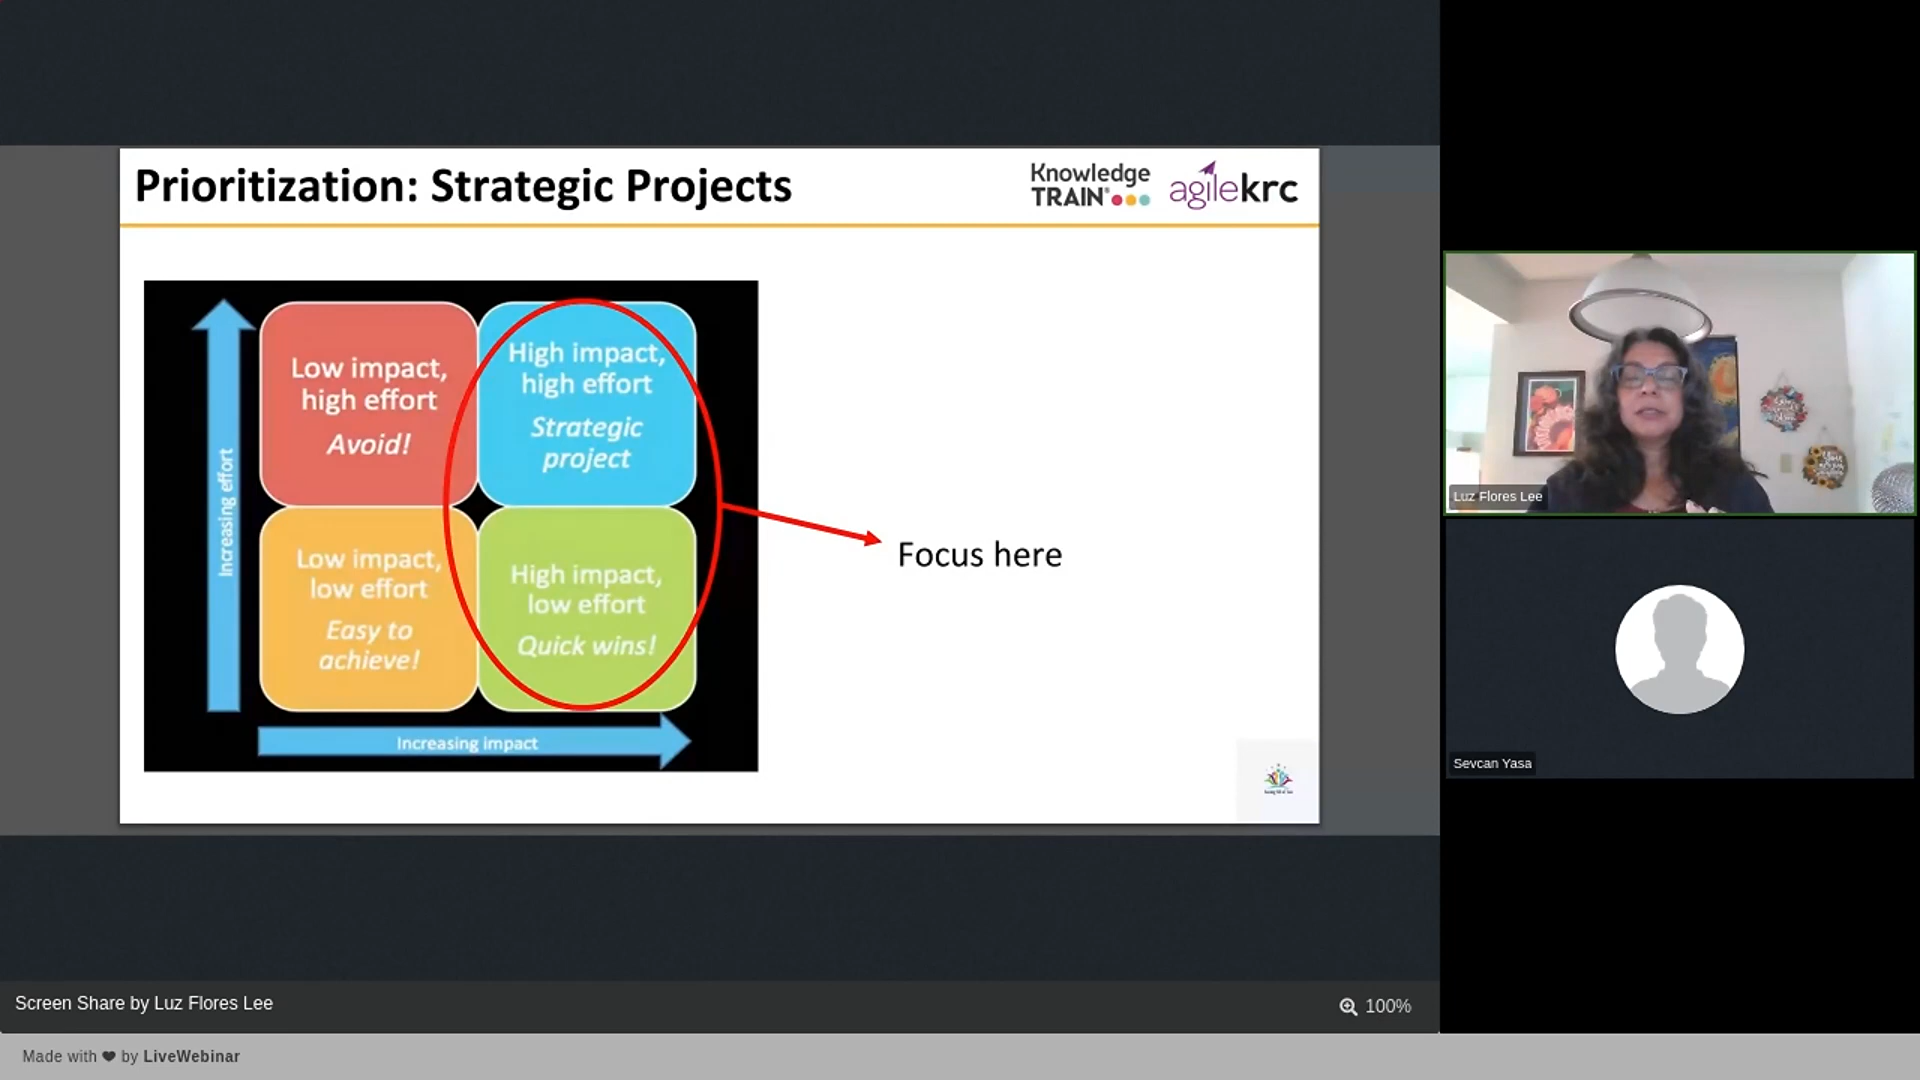 Prioritization: Strategic Projects
Knowledge
TRAIN
agilekrc
Increasing effort
Low impact,
high effort
Avoid!
High impact,
high effort
Strategic
project
Low impact,
low effort
Easy to
achieve!
High impact,
low effort
Quick wins!
Increasing impact
Focus here
Luz Flores Lee
Sevcan Yasa
Screen Share by Luz Flores Lee
100%
Made with ❤ by LiveWebinar